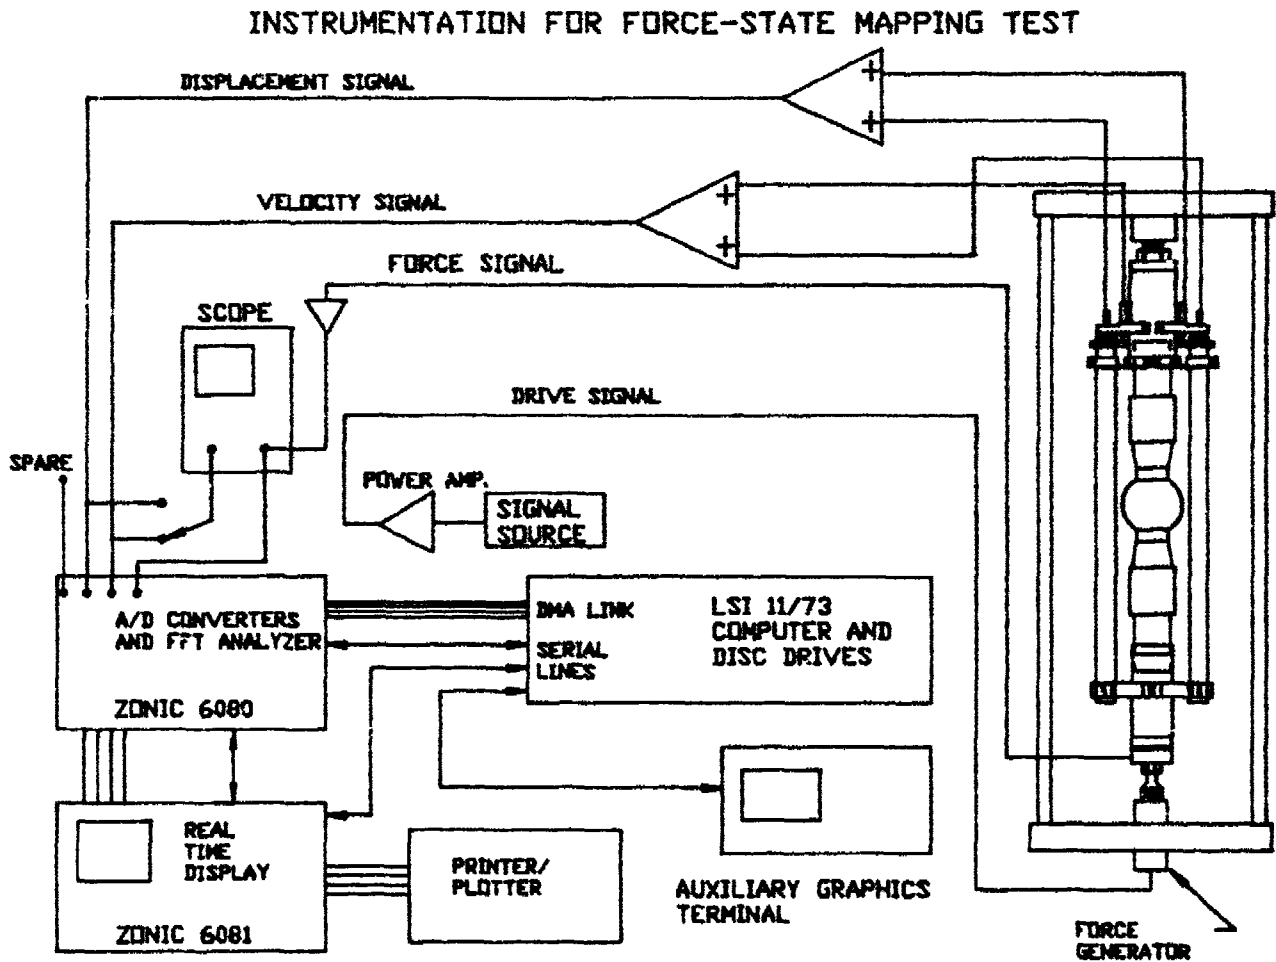 INSTRUMENTATION FOR FORCE-STATE MAPPING TEST
DISPLACEMENT SIGNAL
+
+
VELOCITY SIGNAL
+
+
FORCE SIGNAL
SCOPE
DRIVE SIGNAL
SPARE
POWER AMP.
SIGNAL
SOURCE
A/D CONVERTERS
AND FFT ANALYZER
ZONIC 6080
DMA LINK
SERIAL
LINES
LSI 11/73
COMPUTER AND
DISC DRIVES
REAL
TIME
DISPLAY
ZONIC 6081
PRINTER/
PLOTTER
AUXILIARY GRAPHICS
TERMINAL
FORCE
GENERATOR